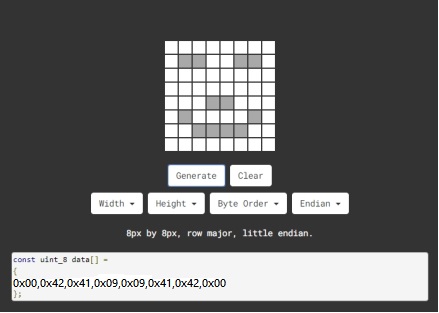 Generate Clear
Width Height Byte Order Endian
8px by 8px, row major, little endian.
const uint_8 data[] =
{
0x00,0x42,0x41,0x09,0x09,0x41,0x42,0x00
};